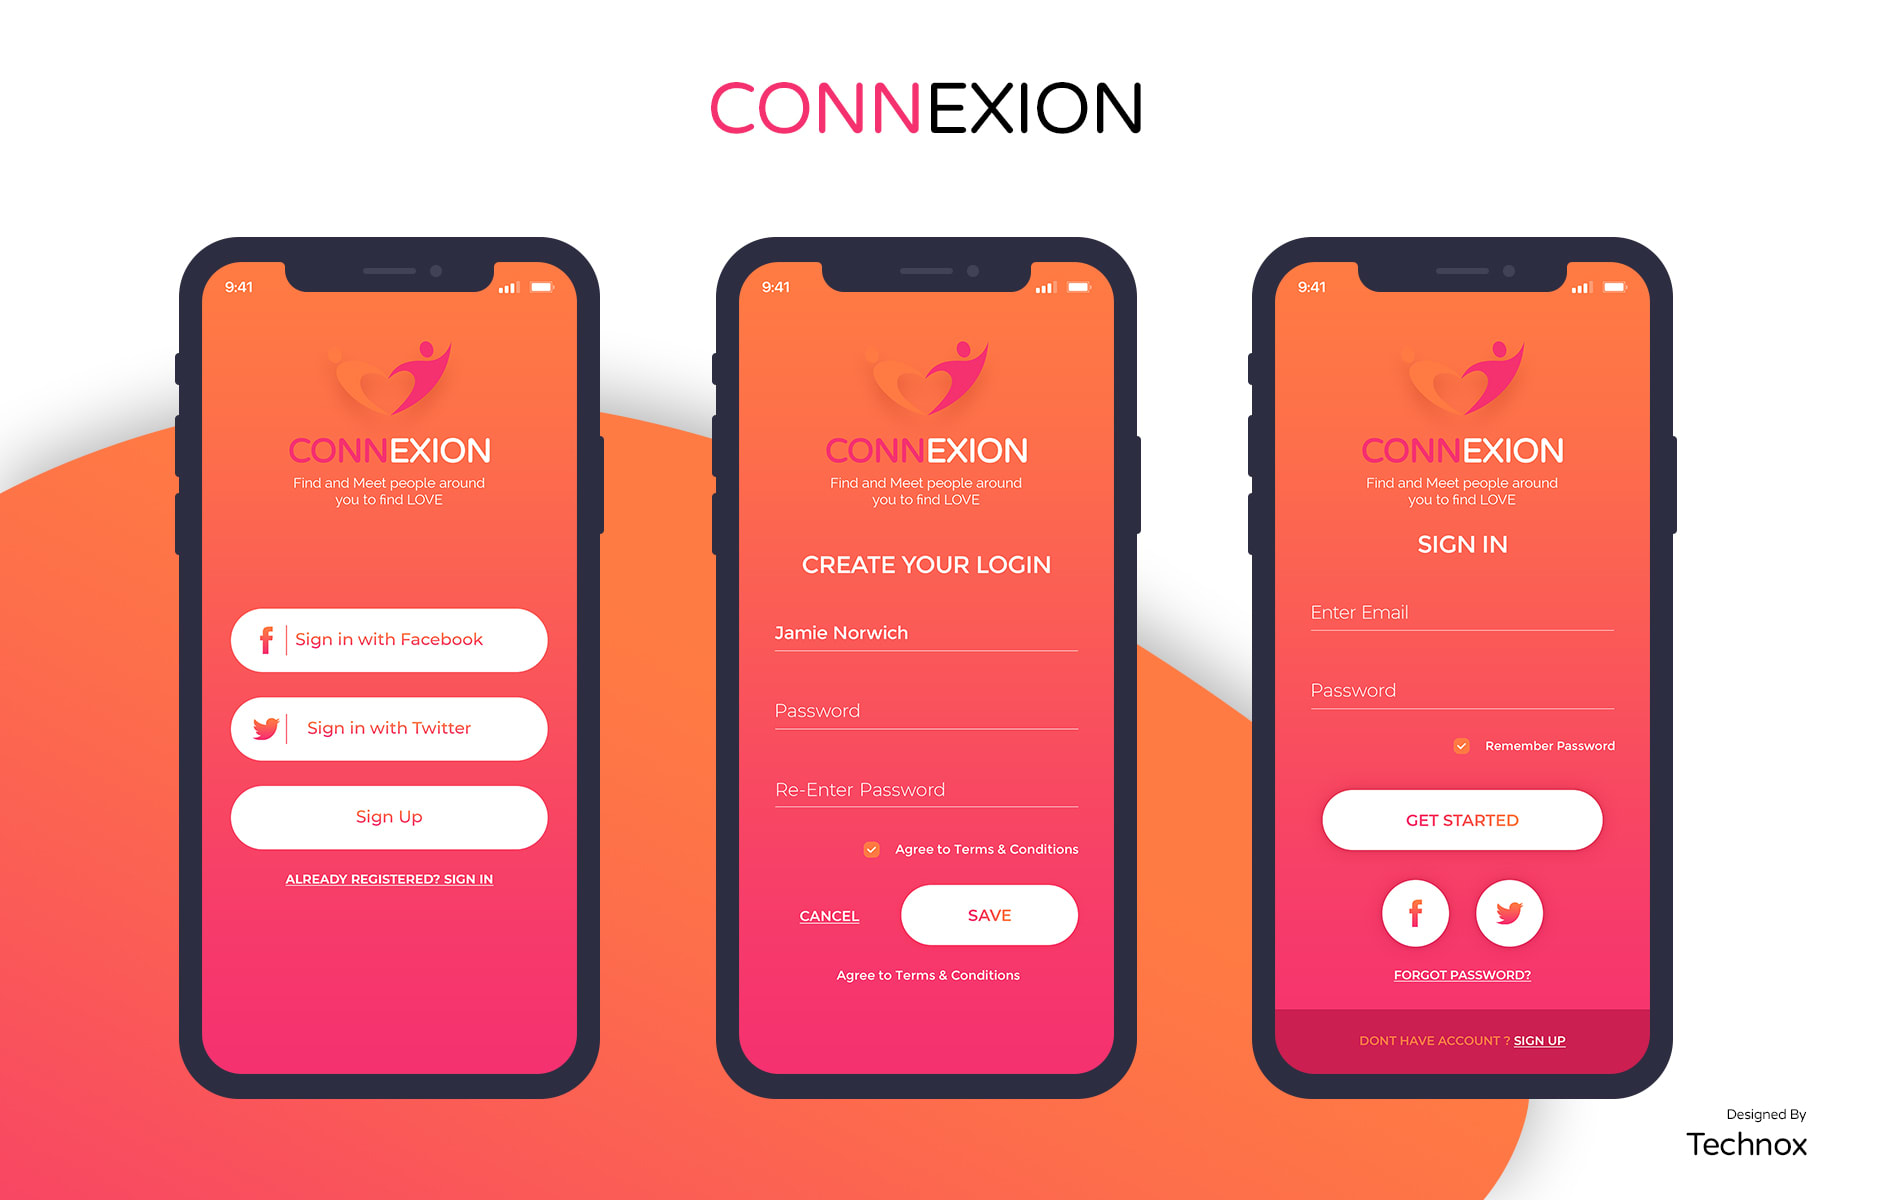 CONNEXION
9:41
CONNEXION
Find and Meet people around
you to find LOVE
Sign in with Facebook
Sign in with Twitter
Sign Up
ALREADY REGISTERED? SIGN IN
9:41
CONNEXION
Find and Meet people around
you to find LOVE
CREATE YOUR LOGIN
Jamie Norwich
Password
Re-Enter Password
Agree to Terms & Conditions
CANCEL
SAVE
Agree to Terms & Conditions
9:41
CONNEXION
Find and Meet people around
you to find LOVE
SIGN IN
Enter Email
Password
Remember Password
GET STARTED
FORGOT PASSWORD?
DONT HAVE ACCOUNT ? SIGN UP
Designed By
Technox